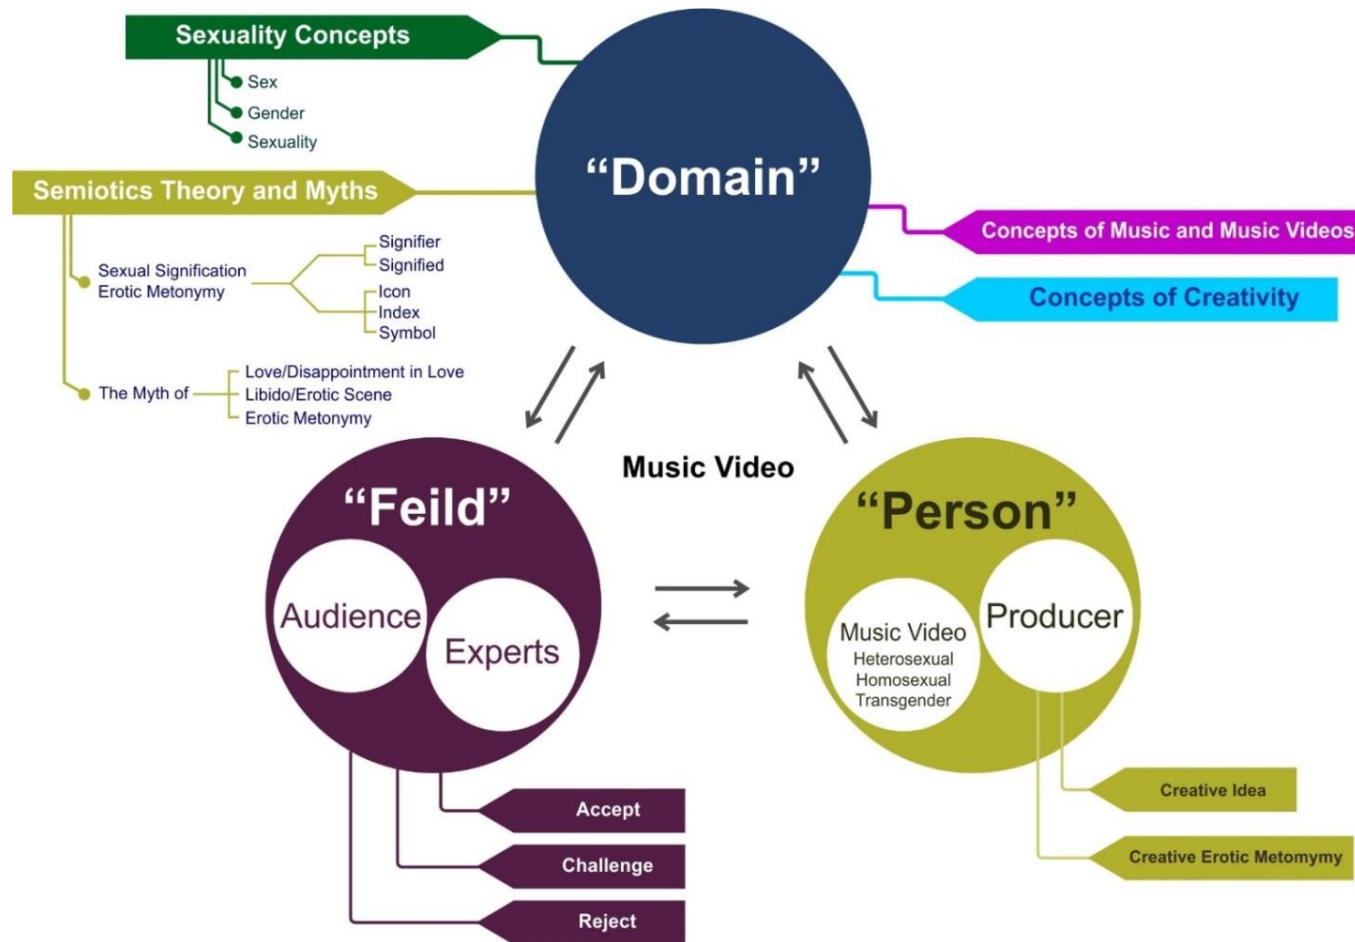 Sexuality Concepts
Sex
Gender
Sexuality
“Domain”
Semiotics Theory and Myths
Sexual Signification
Erotic Metonymy
Signifier
Signified
Icon
Index
Symbol
The Myth of
Love/Disappointment in Love
Libido/Erotic Scene
Erotic Metonymy
Concepts of Music and Music Videos
Concepts of Creativity
Music Video
“Feild”
Audience
Experts
Accept
Challenge
Reject
“Person”
Music Video
Heterosexual
Homosexual
Transgender
Producer
Creative Idea
Creative Erotic Metomymy